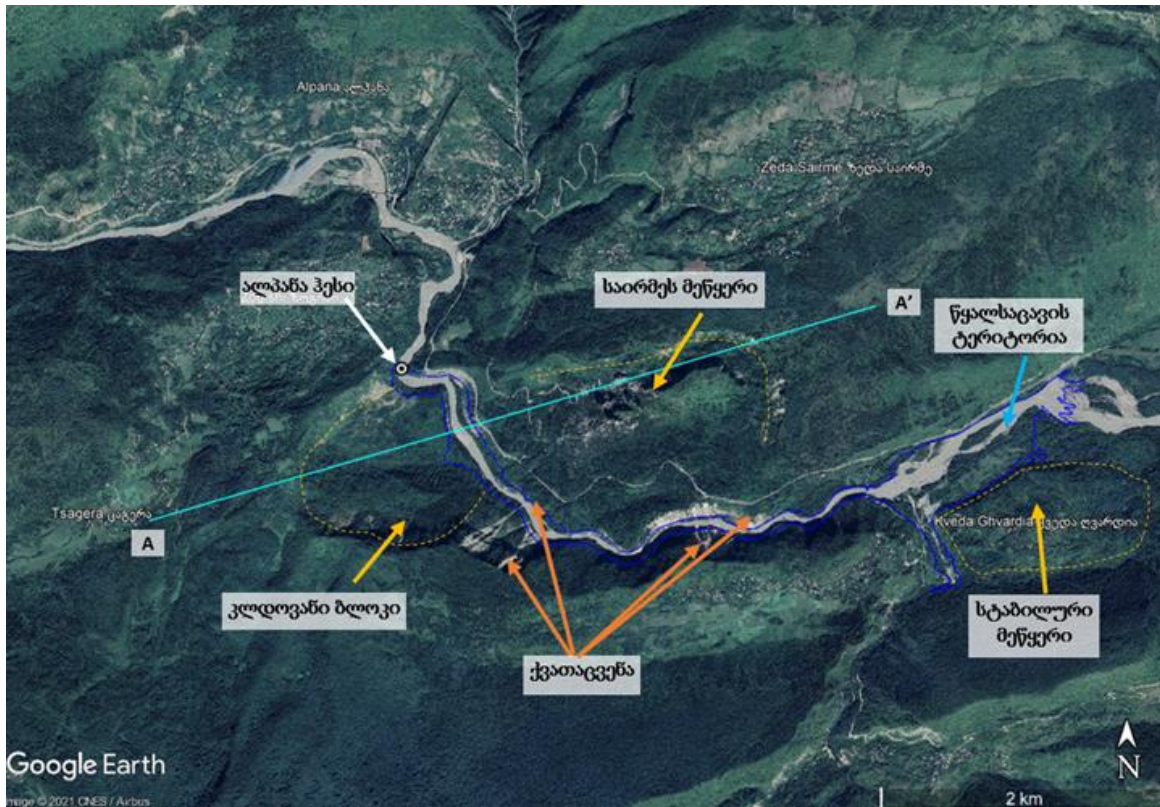 Alpana ალპანა
Zeda Sairme ზედა საირმე
ალპანა ჰესი
საირმეს მეწყერი
A'
წყალსაცავის
ტერიტორია
Tsagera ცაგერა
A
Kveda Ghvardia ქვედა ღვარდია
კლდოვანი ბლოკი
სტაბილური
მეწყერი
ქვათაცვენა
Google Earth
N
Image © 2021 CNES / Airbus
2 km